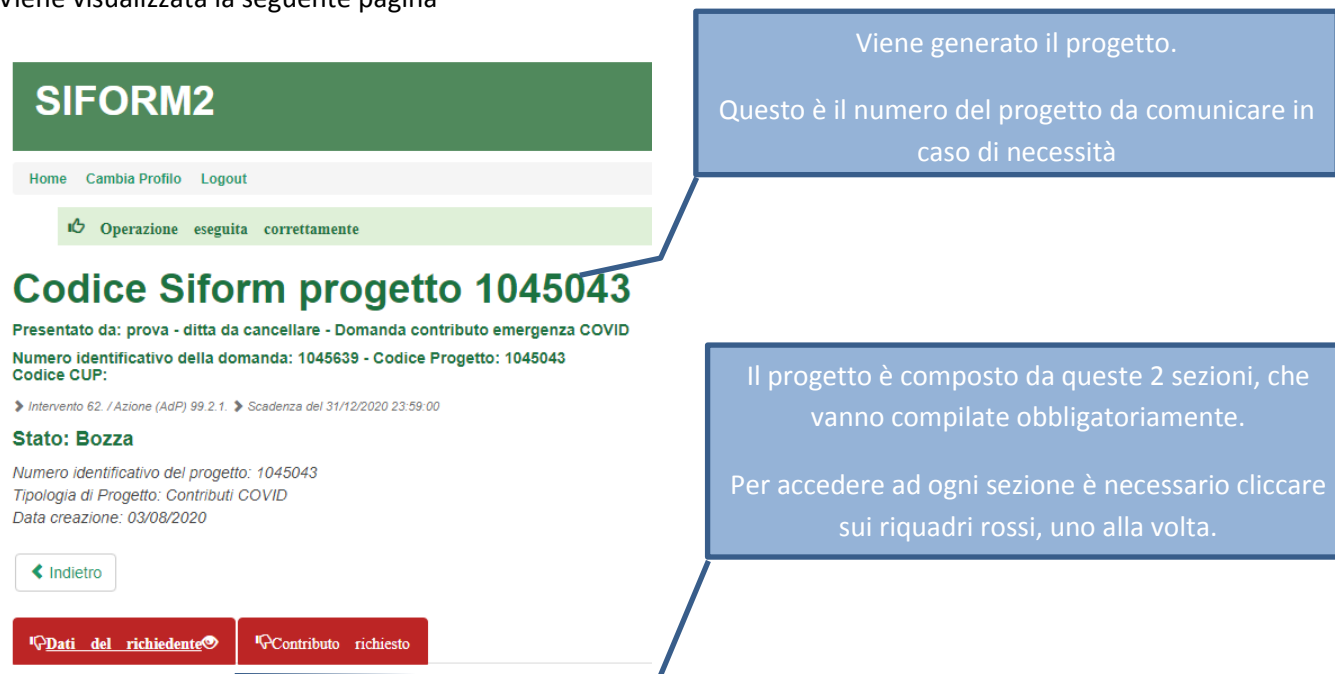 Viene visualizzata la seguente pagina
Viene generato il progetto.
Questo è il numero del progetto da comunicare in
caso di necessità
SIFORM2
Home Cambia Profilo Logout
Operazione eseguita correttamente
Codice Siform progetto 1045043
Presentato da: prova - ditta da cancellare - Domanda contributo emergenza COVID
Numero identificativo della domanda: 1045639 - Codice Progetto: 1045043
Codice CUP:
Intervento 62. / Azione (AdP) 99.2.1. Scadenza del 31/12/2020 23:59:00
Stato: Bozza
Numero identificativo del progetto: 1045043
Tipologia di Progetto: Contributi COVID
Data creazione: 03/08/2020
Il progetto è composto da queste 2 sezioni, che
vanno compilate obbligatoriamente.
Per accedere ad ogni sezione è necessario cliccare
sui riquadri rossi, uno alla volta.
Indietro
Dati del richiedente
Contributo richiesto